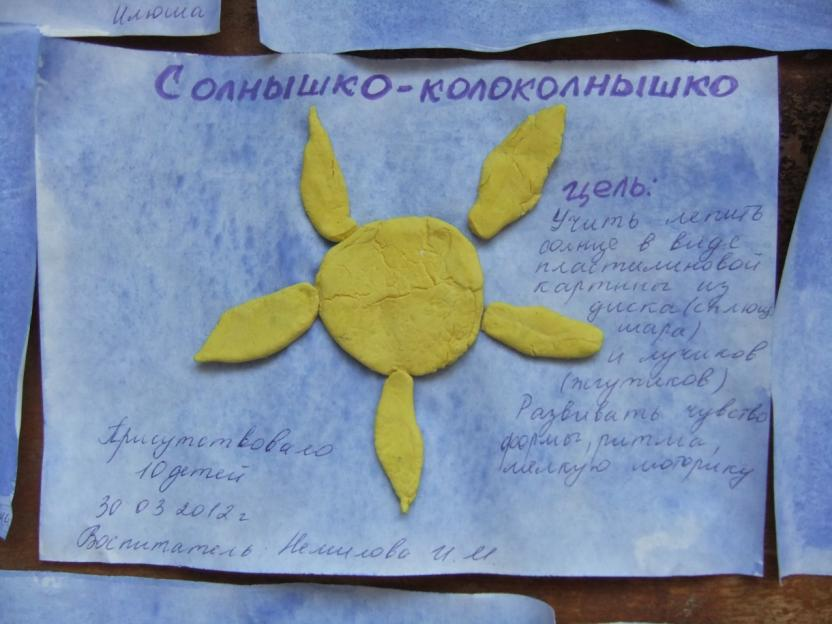 Илюша
Солнышко-колоколнышко
цель:
Учить лепить
солнце в виде
пластилиновой
картины из
диска (сплющ
шара)
и лучиков
(жгутиков)
Развивать чувство
формы, ритма,
мелкую моторику
Присутствовало
10 детей
30 03 2012 г
Воспитатель: Немилова И.М